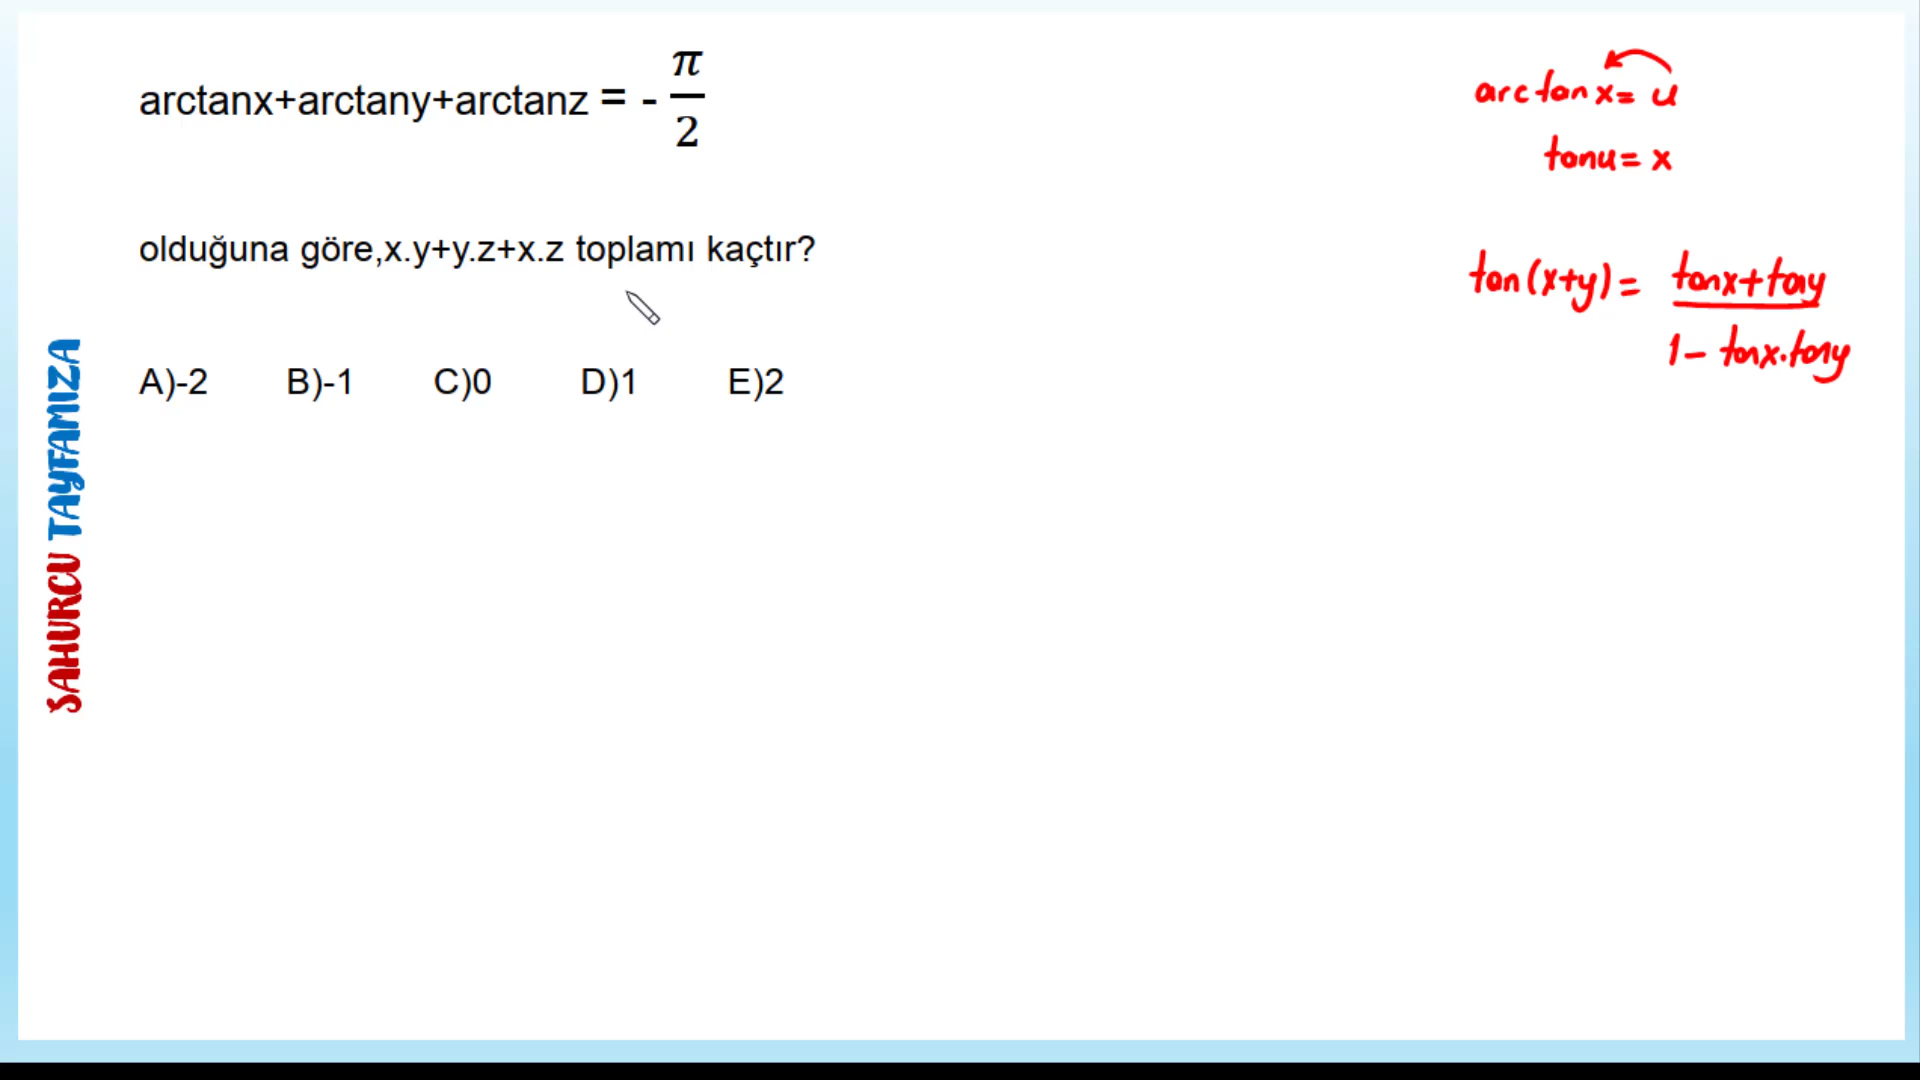 arctanx+arctany+arctanz = - π/2
olduğuna göre,x.y+y.z+x.z toplamı kaçtır?
A)-2 B)-1 C)0 D)1 E)2
SAHURCU TAYFAMIZA
arctan x = u
tanu = x
tan(x+y) = tanx+tay / 1 - tanx.tany